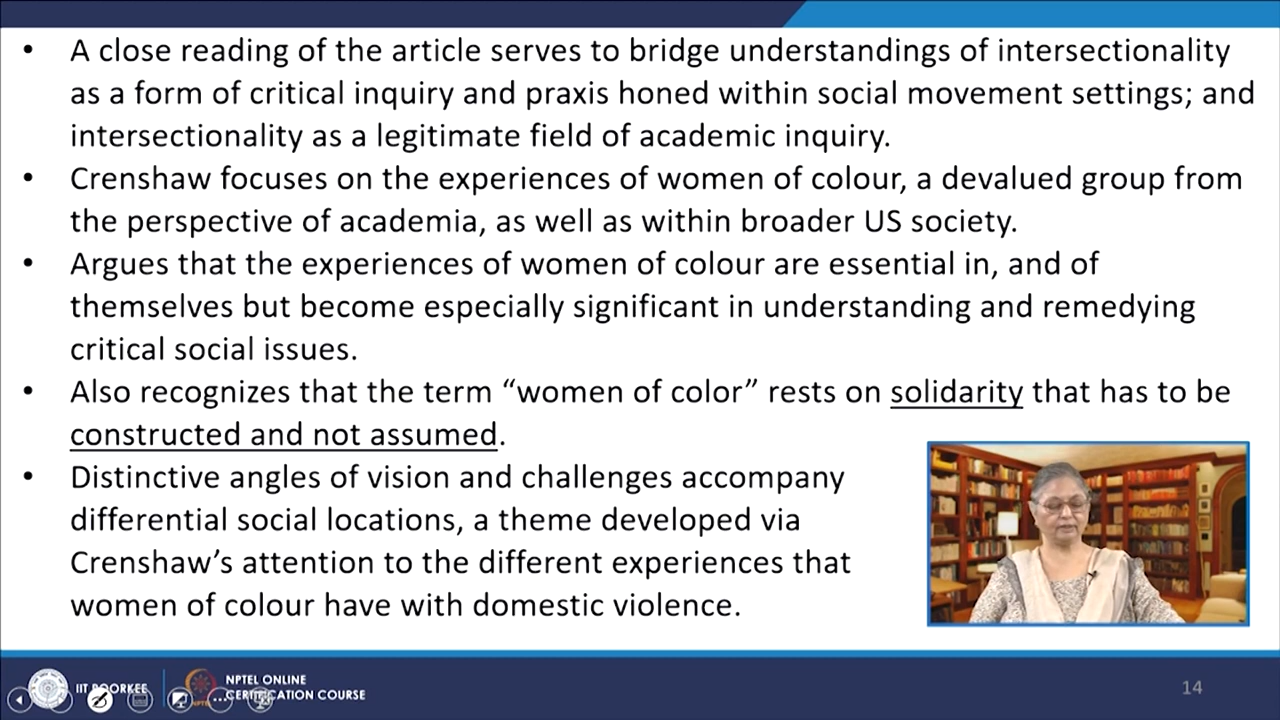 • A close reading of the article serves to bridge understandings of intersectionality
as a form of critical inquiry and praxis honed within social movement settings; and
intersectionality as a legitimate field of academic inquiry.
• Crenshaw focuses on the experiences of women of colour, a devalued group from
the perspective of academia, as well as within broader US society.
• Argues that the experiences of women of colour are essential in, and of
themselves but become especially significant in understanding and remedying
critical social issues.
• Also recognizes that the term “women of color” rests on solidarity that has to be
constructed and not assumed.
• Distinctive angles of vision and challenges accompany
differential social locations, a theme developed via
Crenshaw’s attention to the different experiences that
women of colour have with domestic violence.
IIT ROORKEE
NPTEL ONLINE
CERTIFICATION COURSE
14